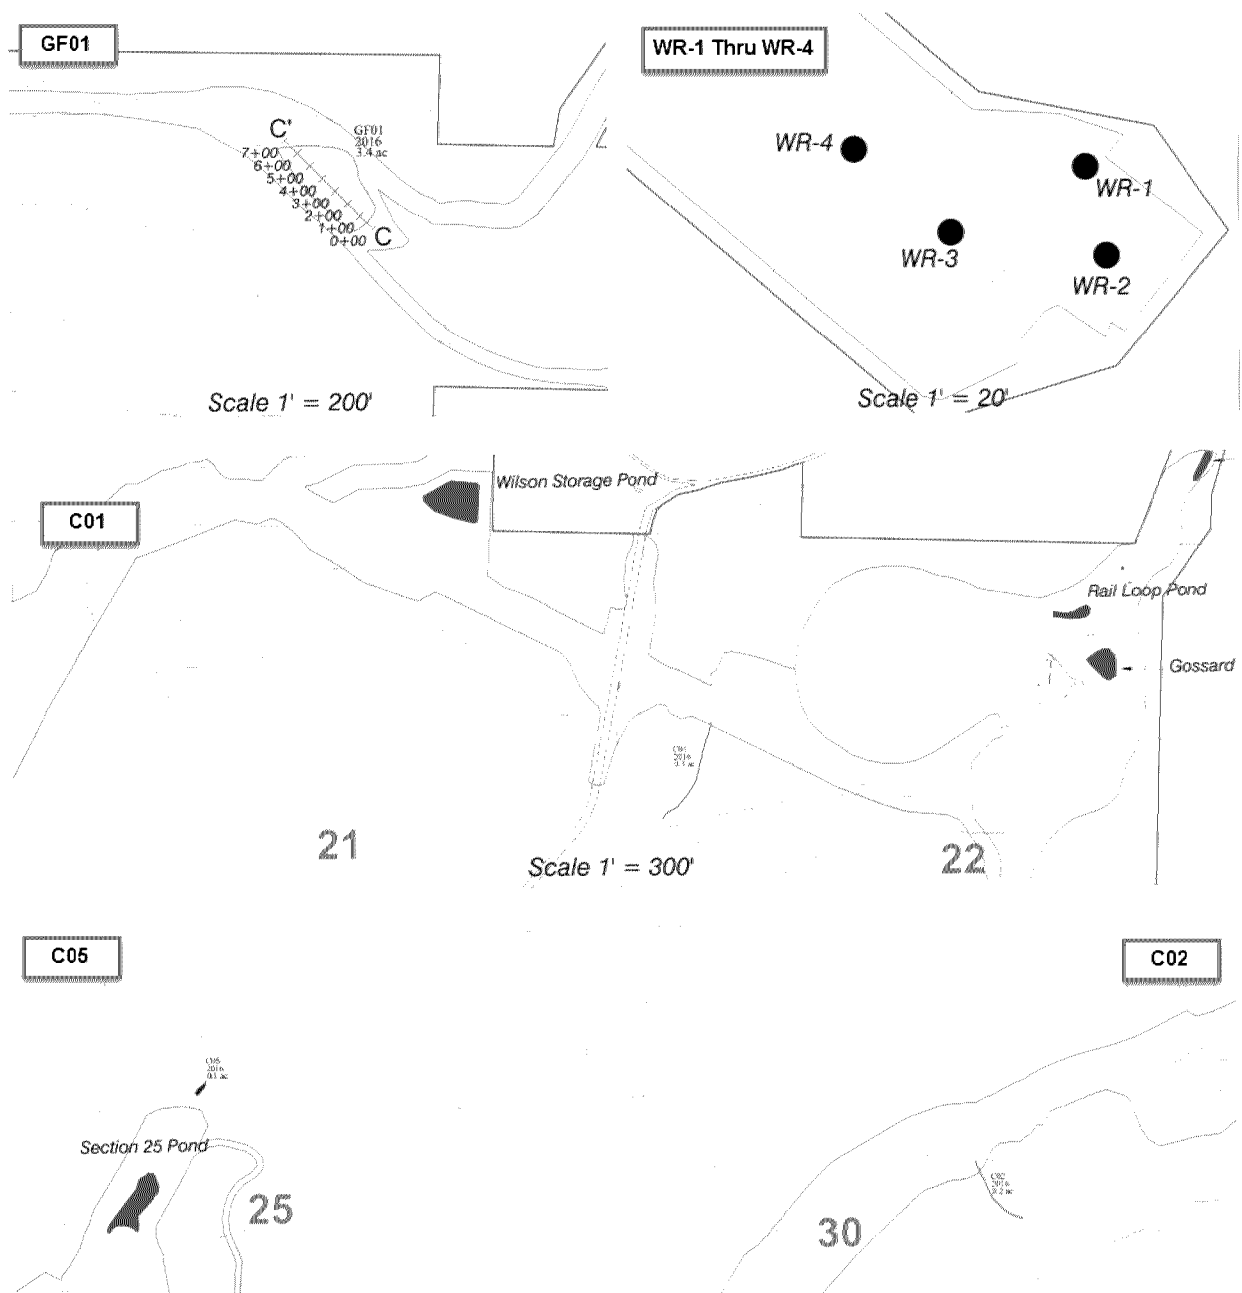 GF01
C'
GF01
2016
3.4 ac
7+00
6+00
5+00
4+00
3+00
2+00
1+00
0+00
C
Scale 1' = 200'
WR-1 Thru WR-4
WR-4
WR-1
WR-3
WR-2
Scale 1' = 20'
C01
Wilson Storage Pond
Rail Loop Pond
Gossard
2016
21
22
Scale 1' = 300'
C05
2016
Section 25 Pond
25
C02
C02
2016
0.2 ac
30